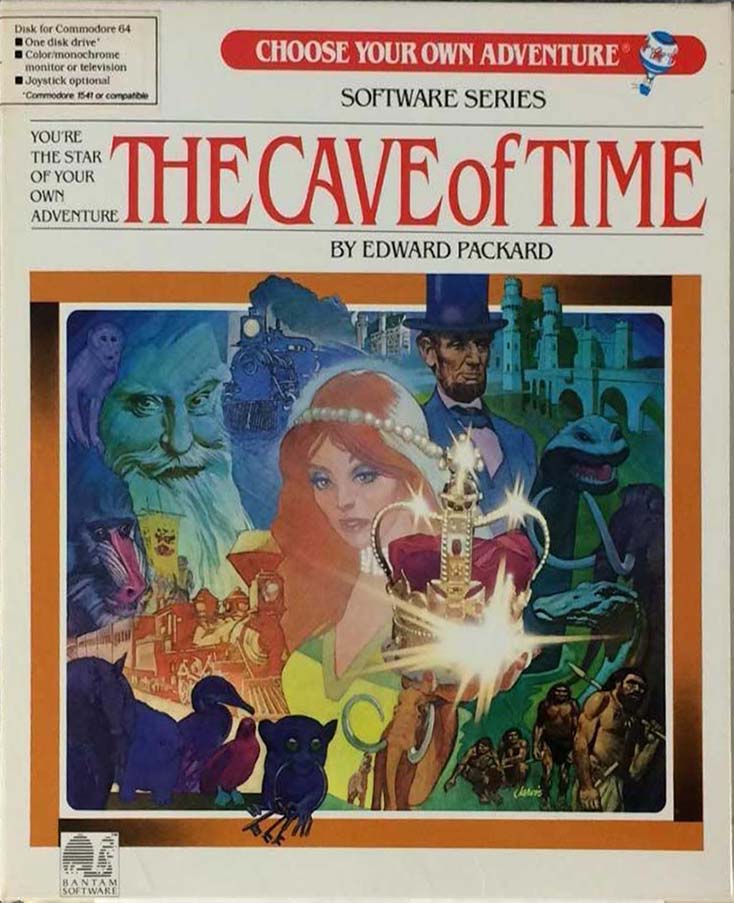 Disk for Commodore 64
■ One disk drive*
■ Color/monochrome
monitor or television
■ Joystick optional
*Commodore 1541 or compatible
CHOOSE YOUR OWN ADVENTURE®
SOFTWARE SERIES
YOU'RE
THE STAR
OF YOUR
OWN
ADVENTURE
THE CAVE of TIME
BY EDWARD PACKARD
BANTAM
SOFTWARE